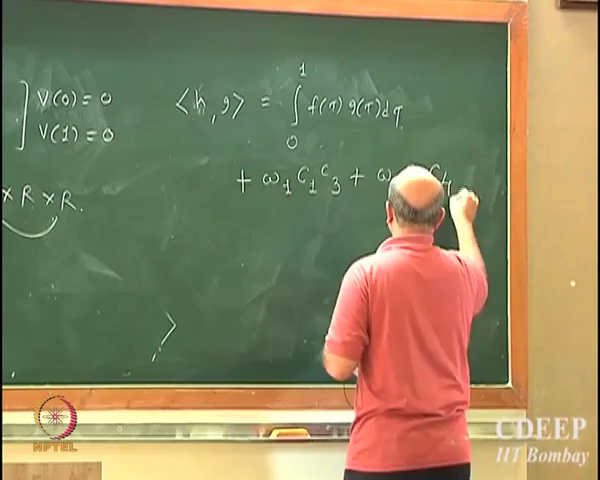 V(0) = 0
V(1) = 0
<h, g> = ∫₀¹ f(τ) g(τ) dτ
+ ω₁ C₁ C₃ + ω
× R × R.
>
NPTEL
CDEEP
IIT Bombay